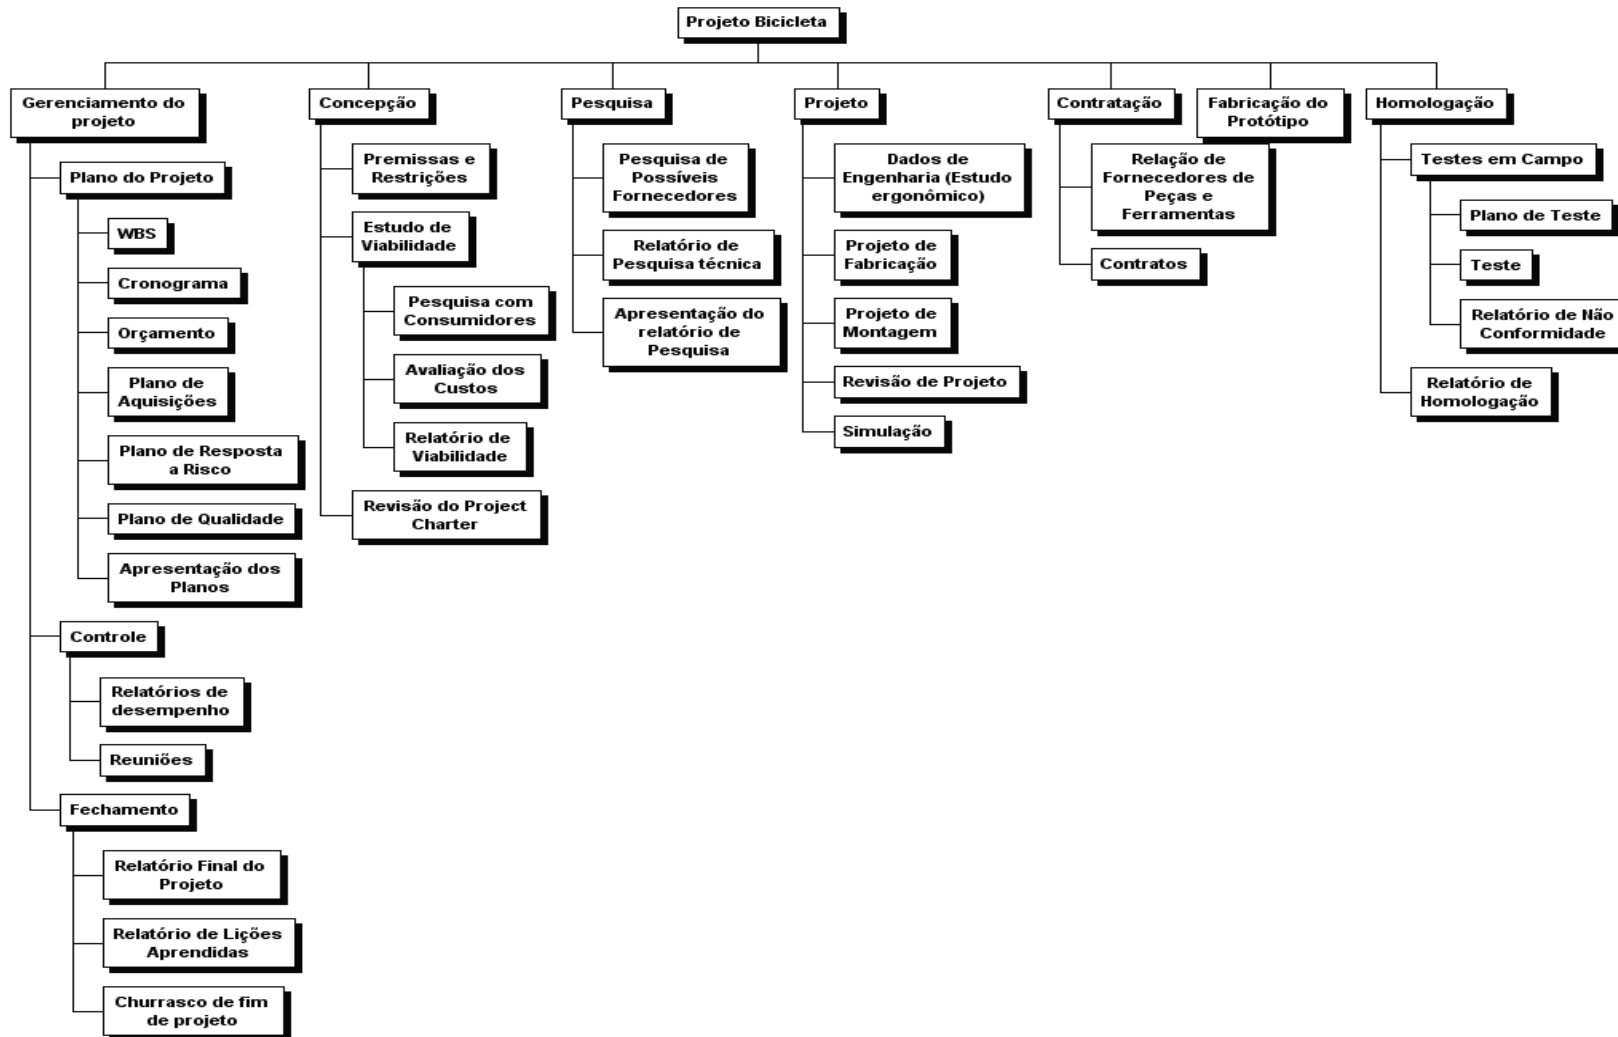 Projeto Bicicleta
Gerenciamento do
projeto
Plano do Projeto
WBS
Cronograma
Orçamento
Plano de
Aquisições
Plano de Resposta
a Risco
Plano de Qualidade
Apresentação dos
Planos
Controle
Relatórios de
desempenho
Reuniões
Fechamento
Relatório Final do
Projeto
Relatório de Lições
Aprendidas
Churrasco de fim
de projeto
Concepção
Premissas e
Restrições
Estudo de
Viabilidade
Pesquisa com
Consumidores
Avaliação dos
Custos
Relatório de
Viabilidade
Revisão do Project
Charter
Pesquisa
Pesquisa de
Possíveis
Fornecedores
Relatório de
Pesquisa técnica
Apresentação do
relatório de
Pesquisa
Projeto
Dados de
Engenharia (Estudo
ergonômico)
Projeto de
Fabricação
Projeto de
Montagem
Revisão de Projeto
Simulação
Contratação
Relação de
Fornecedores de
Peças e
Ferramentas
Contratos
Fabricação do
Protótipo
Homologação
Testes em Campo
Plano de Teste
Teste
Relatório de Não
Conformidade
Relatório de
Homologação